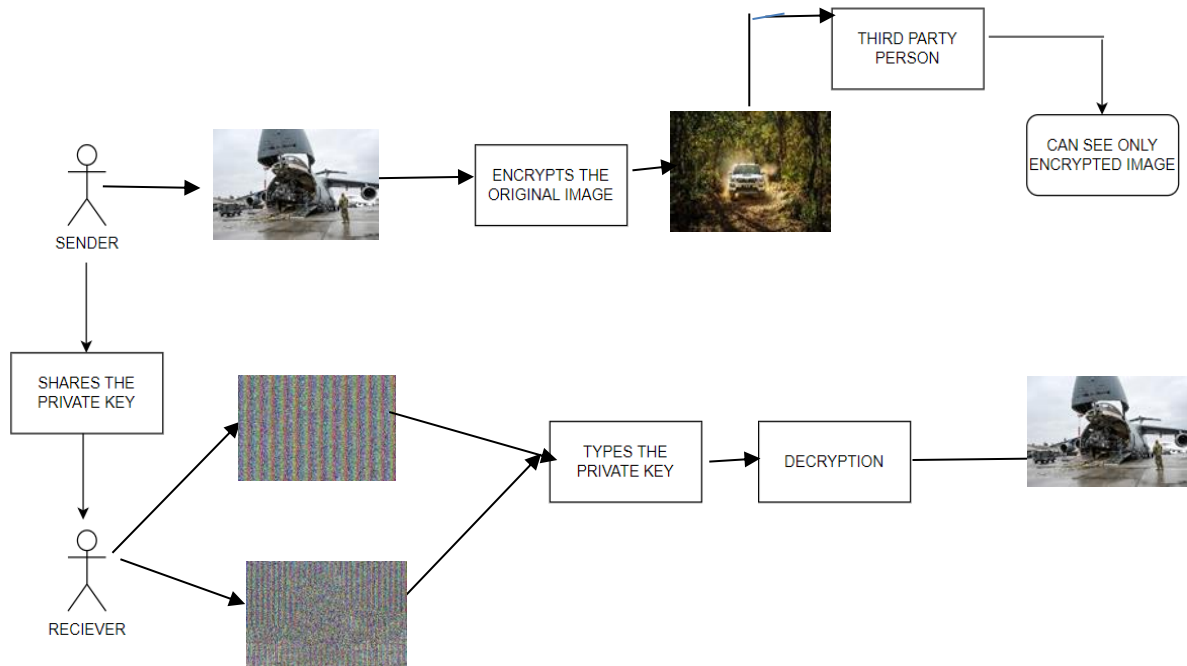 THIRD PARTY
PERSON
CAN SEE ONLY
ENCRYPTED IMAGE
ENCRYPTS THE
ORIGINAL IMAGE
SENDER
SHARES THE
PRIVATE KEY
TYPES THE
PRIVATE KEY
DECRYPTION
RECIEVER